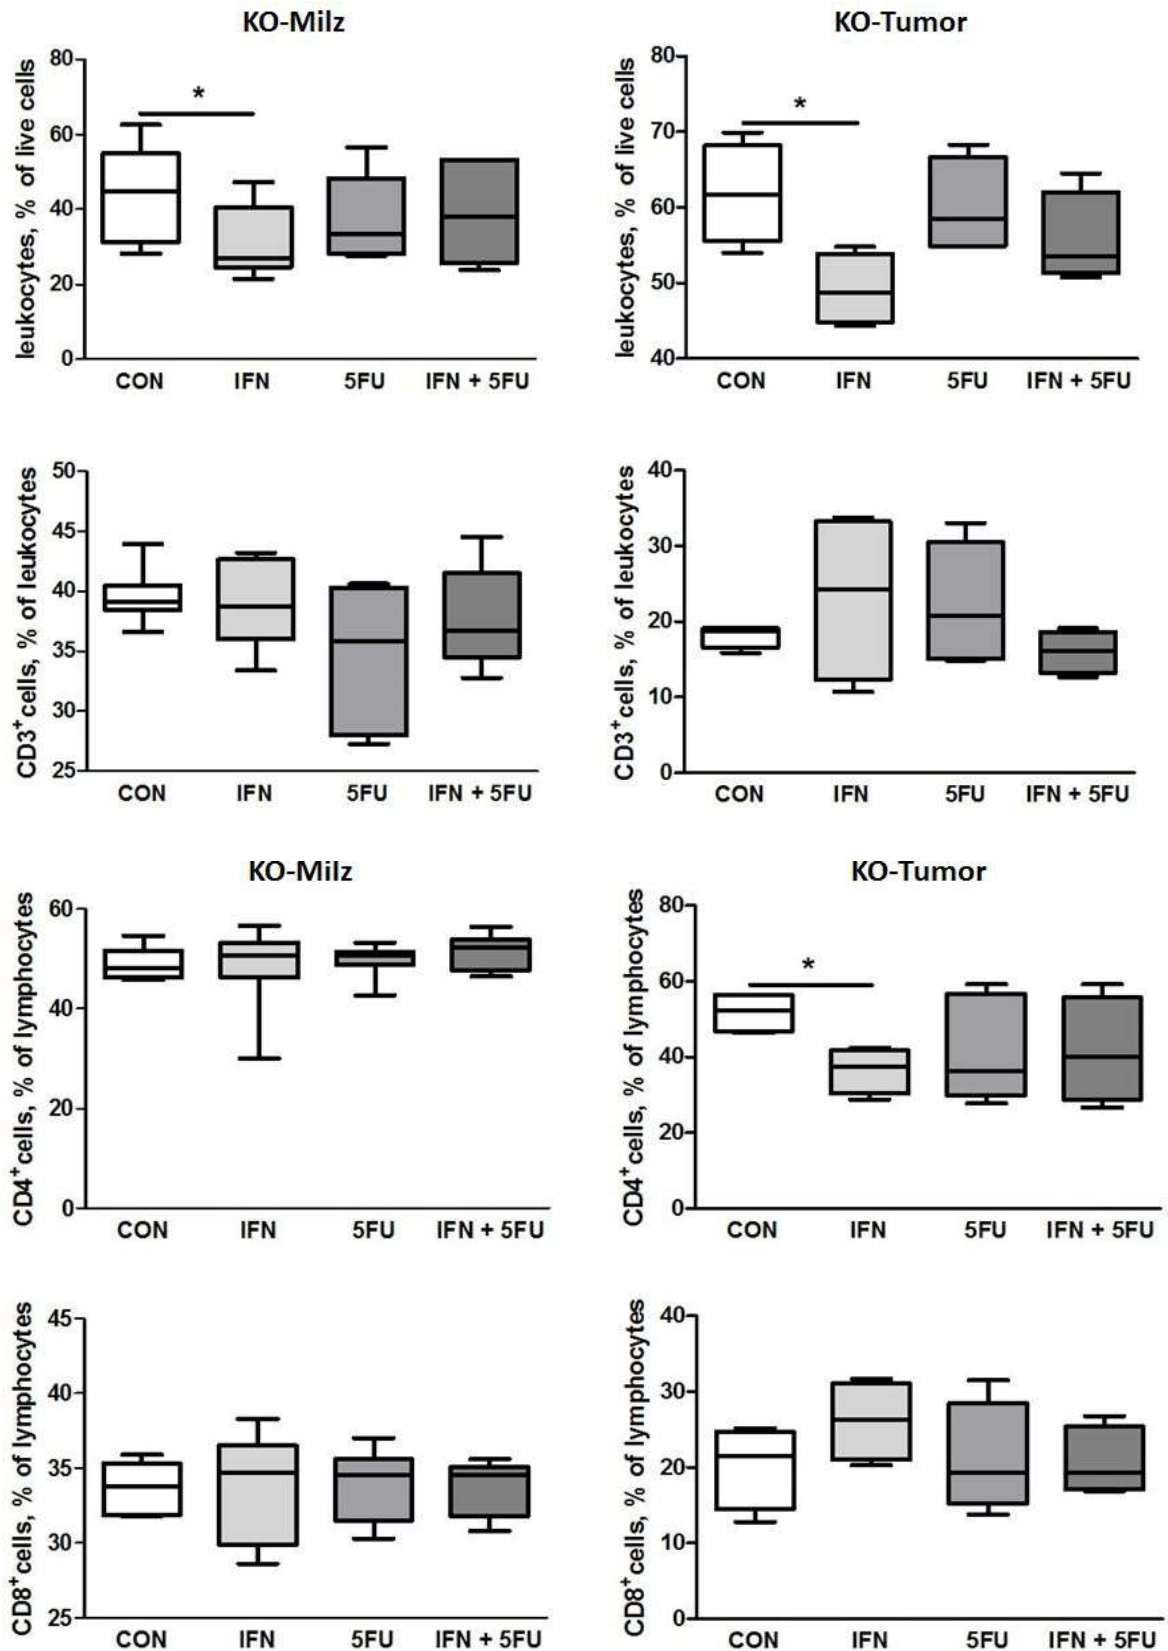 KO-Milz
KO-Tumor
leukocytes, % of live cells
80
60
40
20
0
*
CON IFN 5FU IFN + 5FU
leukocytes, % of live cells
80
70
60
50
40
*
CON IFN 5FU IFN + 5FU
CD3+ cells, % of leukocytes
50
45
40
35
30
25
CON IFN 5FU IFN + 5FU
CD3+ cells, % of leukocytes
40
30
20
10
0
CON IFN 5FU IFN + 5FU
KO-Milz
KO-Tumor
CD4+ cells, % of lymphocytes
60
40
20
0
CON IFN 5FU IFN + 5FU
CD4+ cells, % of lymphocytes
80
60
40
20
0
*
CON IFN 5FU IFN + 5FU
CD8+ cells, % of lymphocytes
45
40
35
30
25
CON IFN 5FU IFN + 5FU
CD8+ cells, % of lymphocytes
40
30
20
10
0
CON IFN 5FU IFN + 5FU